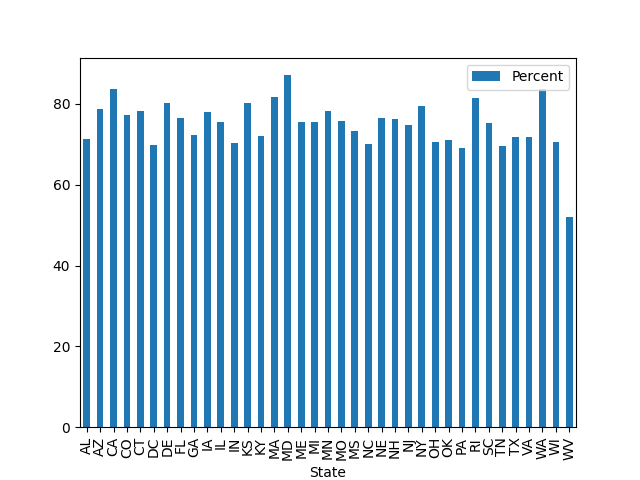 Percent
80
60
40
20
0
AL AZ CA CO CT DC DE FL GA IA IL IN KS KY MA MD ME MI MN MO MS NC NE NH NJ NY OH OK PA RI SC TN TX VA WA WI WV
State